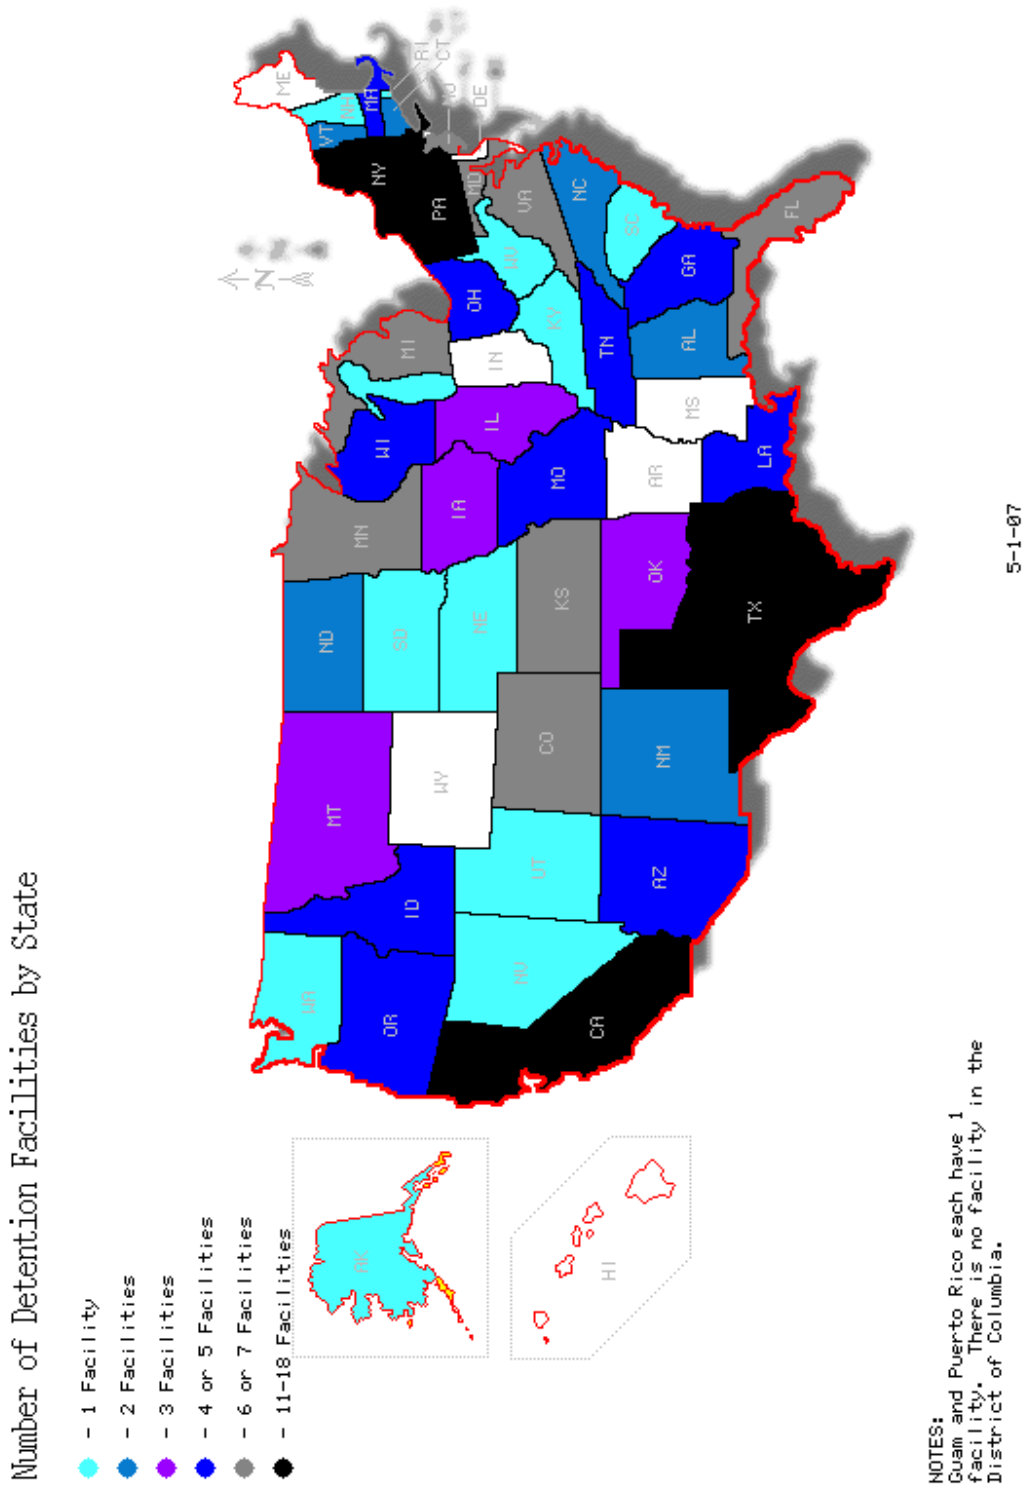 Number of Detention Facilities by State
- 1 Facility
- 2 Facilities
- 3 Facilities
- 4 or 5 Facilities
- 6 or 7 Facilities
- 11-18 Facilities
WA
OR
CA
NV
ID
MT
WY
UT
AZ
CO
NM
ND
SD
NE
KS
OK
TX
MN
IA
MO
AR
LA
WI
IL
MS
MI
IN
KY
TN
AL
OH
WV
GA
FL
SC
NC
VA
MD
PA
NY
VT
NH
ME
MA
RI
CT
NJ
DE
N
AK
HI
NOTES:
Guam and Puerto Rico each have 1
facility. There is no facility in the
District of Columbia.
5-1-07